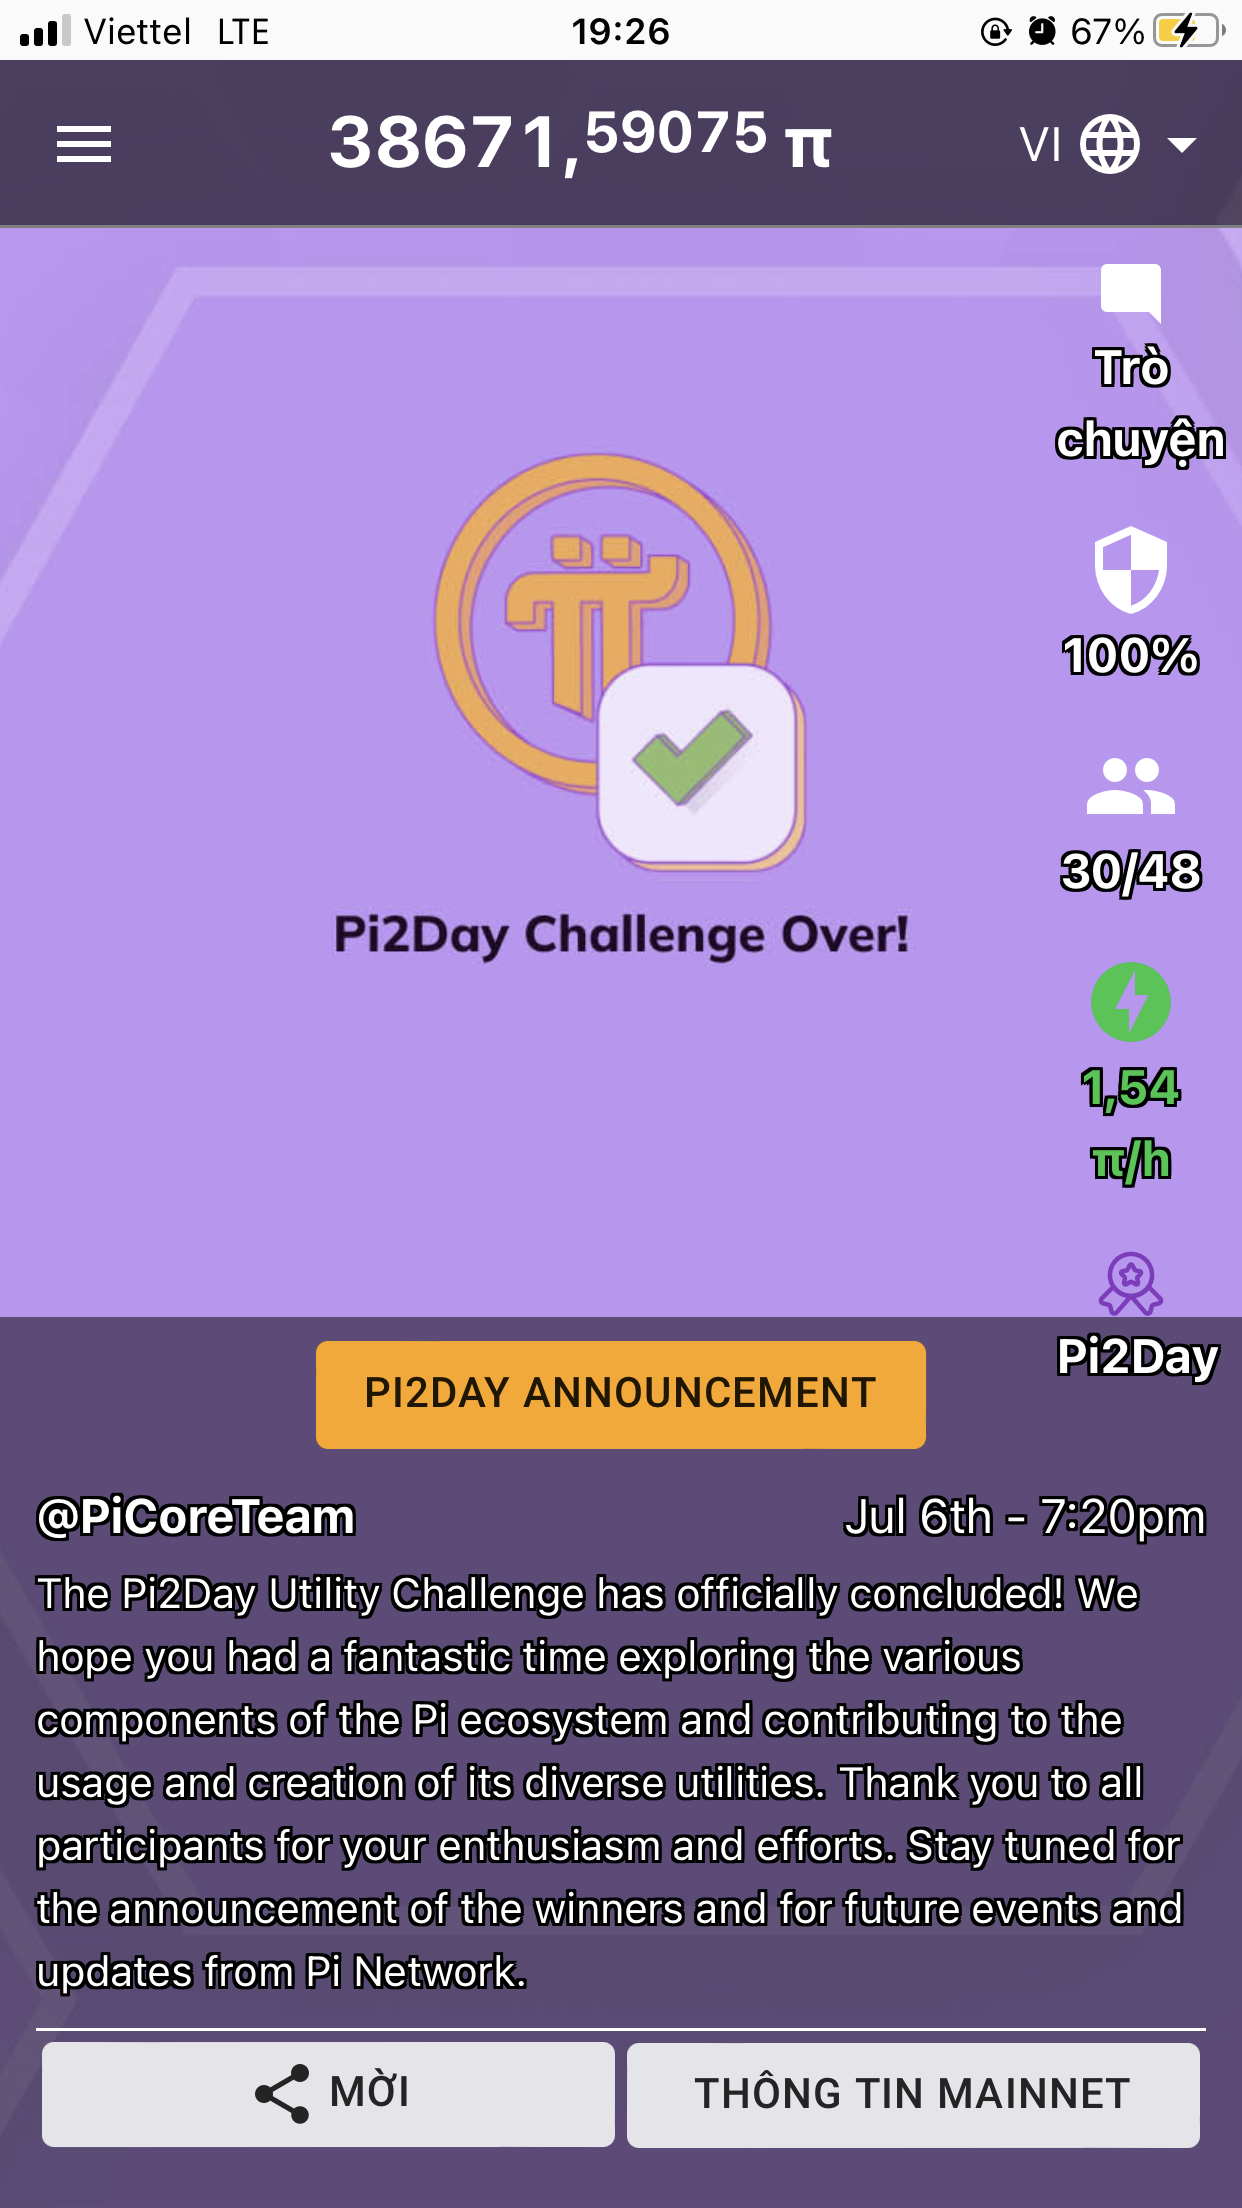 Viettel LTE 19:26 67%
38671,59075 π VI
Trò
chuyện
100%
30/48
Pi2Day Challenge Over!
1,54
π/h
Pi2Day
PI2DAY ANNOUNCEMENT
@PiCoreTeam Jul 6th - 7:20pm
The Pi2Day Utility Challenge has officially concluded! We
hope you had a fantastic time exploring the various
components of the Pi ecosystem and contributing to the
usage and creation of its diverse utilities. Thank you to all
participants for your enthusiasm and efforts. Stay tuned for
the announcement of the winners and for future events and
updates from Pi Network.
MỜI THÔNG TIN MAINNET